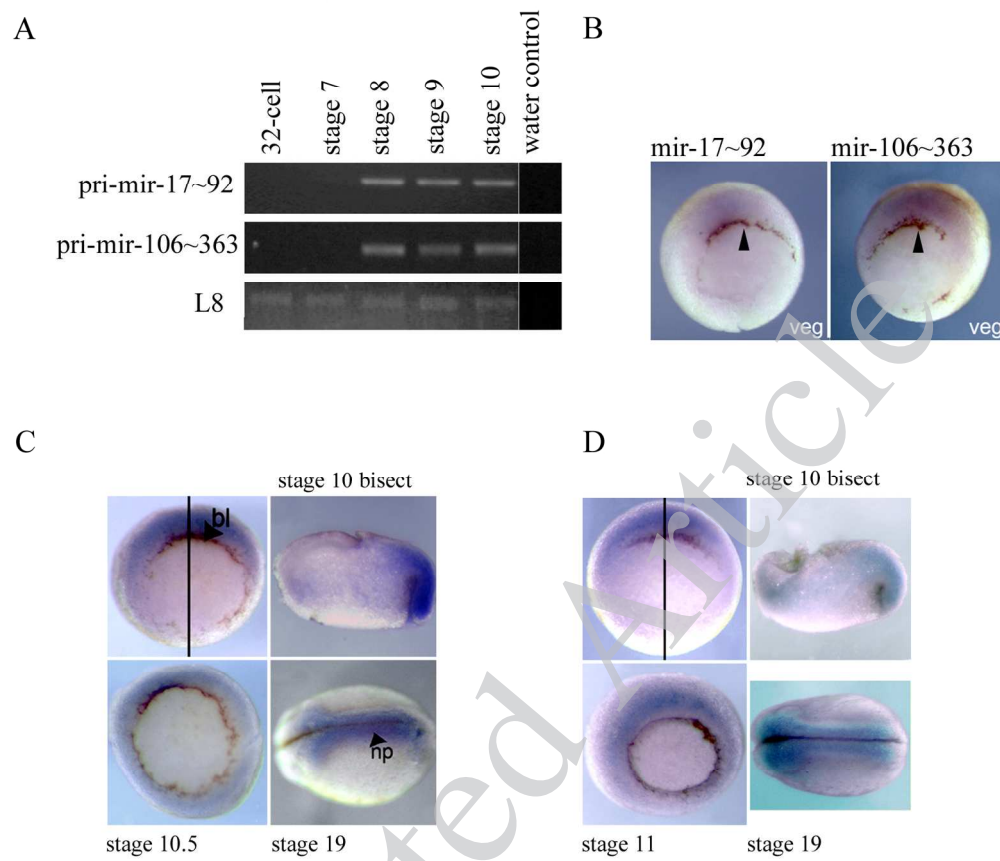 A
32-cell
stage 7
stage 8
stage 9
stage 10
water control
pri-mir-17~92
pri-mir-106~363
L8
B
mir-17~92
mir-106~363
veg
veg
C
stage 10 bisect
bl
np
stage 10.5
stage 19
D
stage 10 bisect
stage 11
stage 19
ted Article